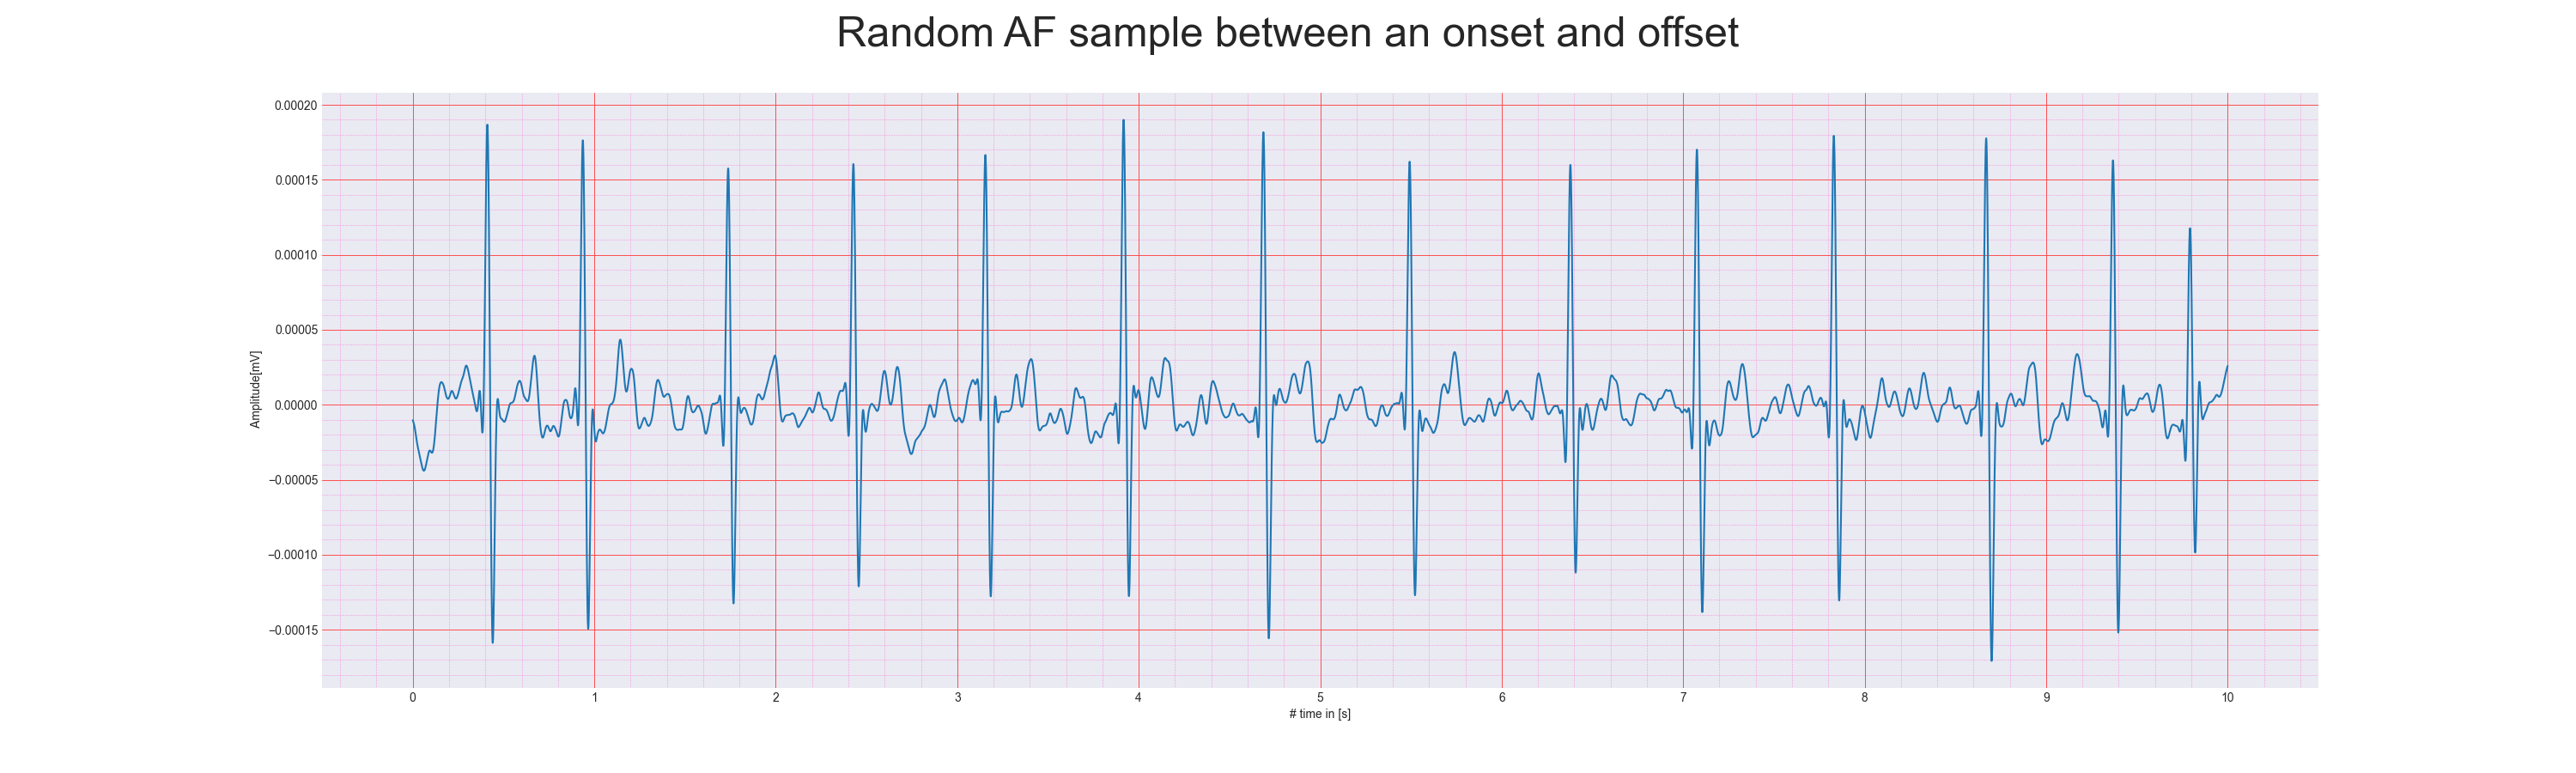 Random AF sample between an onset and offset
0.00020
0.00015
0.00010
0.00005
0.00000
−0.00005
−0.00010
−0.00015
Amplitude[mV]
0 1 2 3 4 5 6 7 8 9 10
# time in [s]